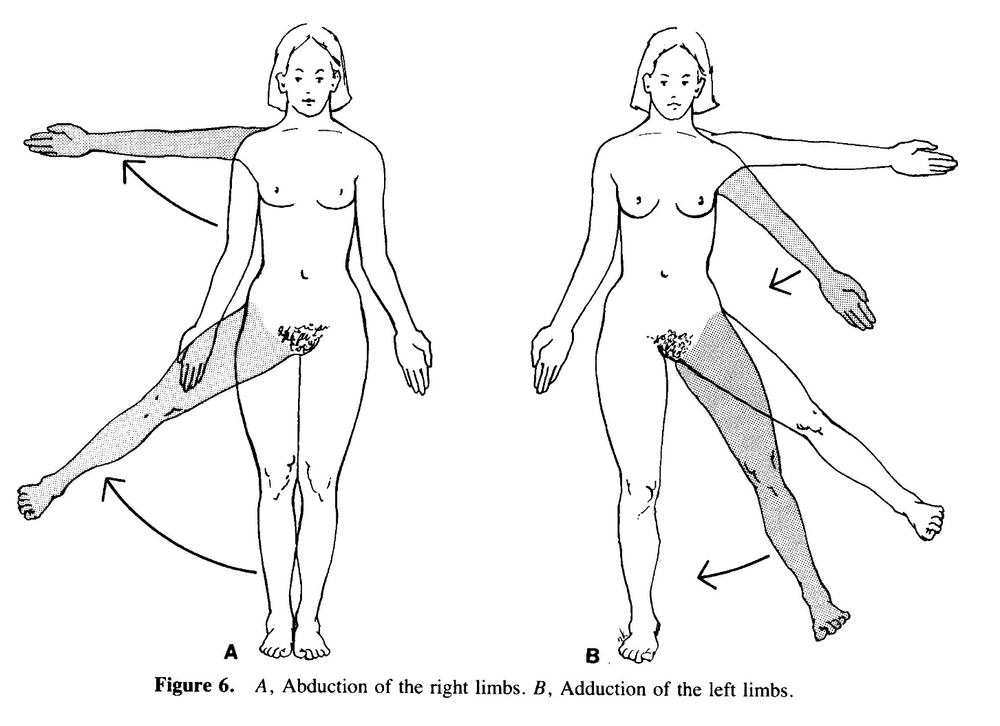 A
B
Figure 6. A, Abduction of the right limbs. B, Adduction of the left limbs.